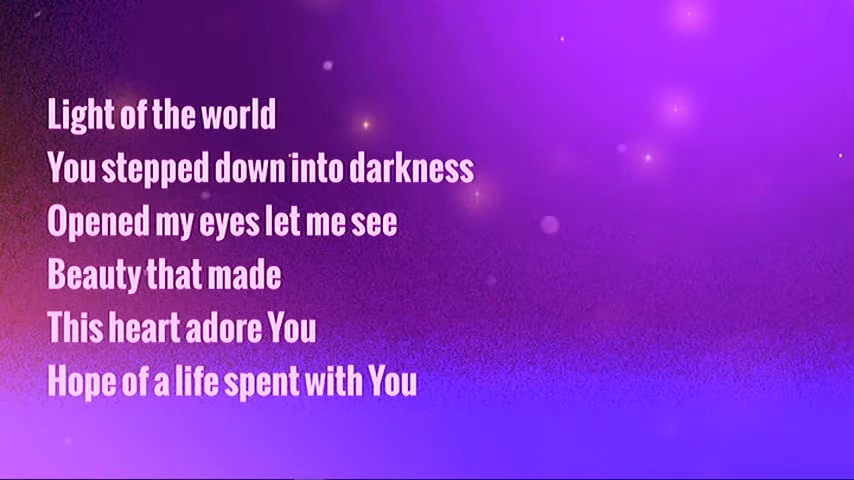 Light of the world
You stepped down into darkness
Opened my eyes let me see
Beauty that made
This heart adore You
Hope of a life spent with You